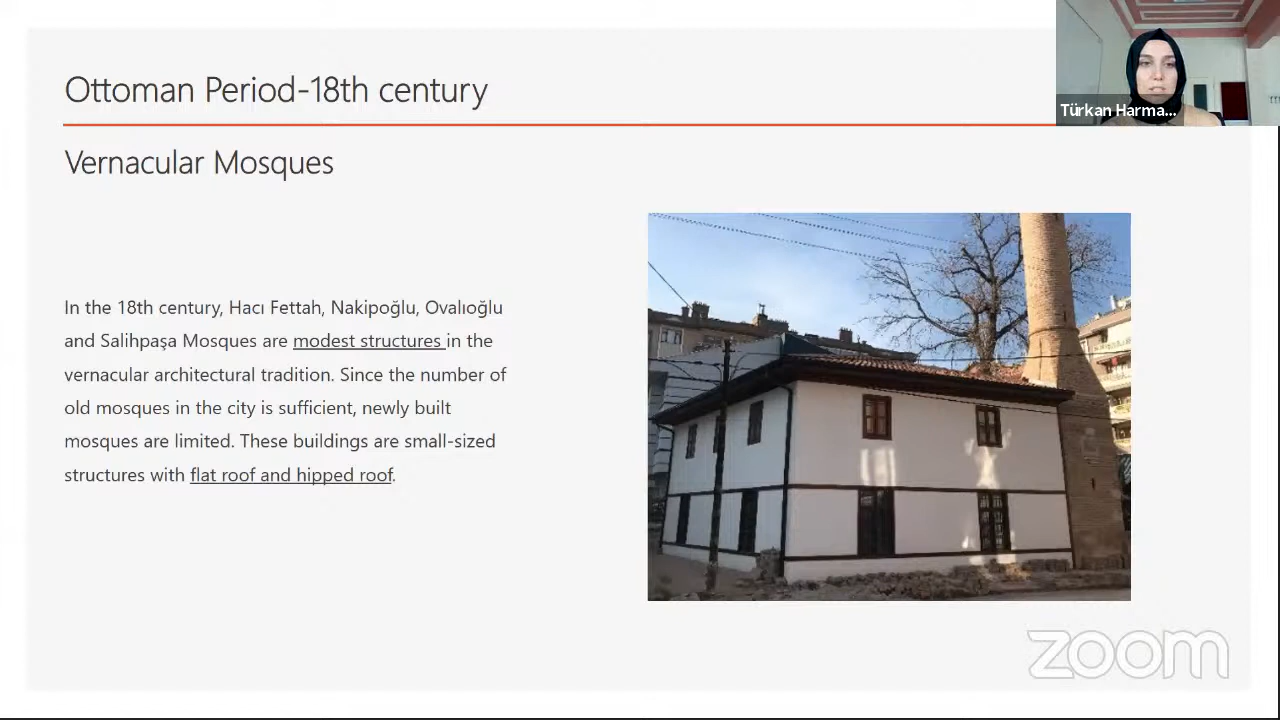 Ottoman Period-18th century
Türkan Harma...
Vernacular Mosques
In the 18th century, Hacı Fettah, Nakipoğlu, Ovalıoğlu
and Salihpaşa Mosques are modest structures in the
vernacular architectural tradition. Since the number of
old mosques in the city is sufficient, newly built
mosques are limited. These buildings are small-sized
structures with flat roof and hipped roof.
zoom